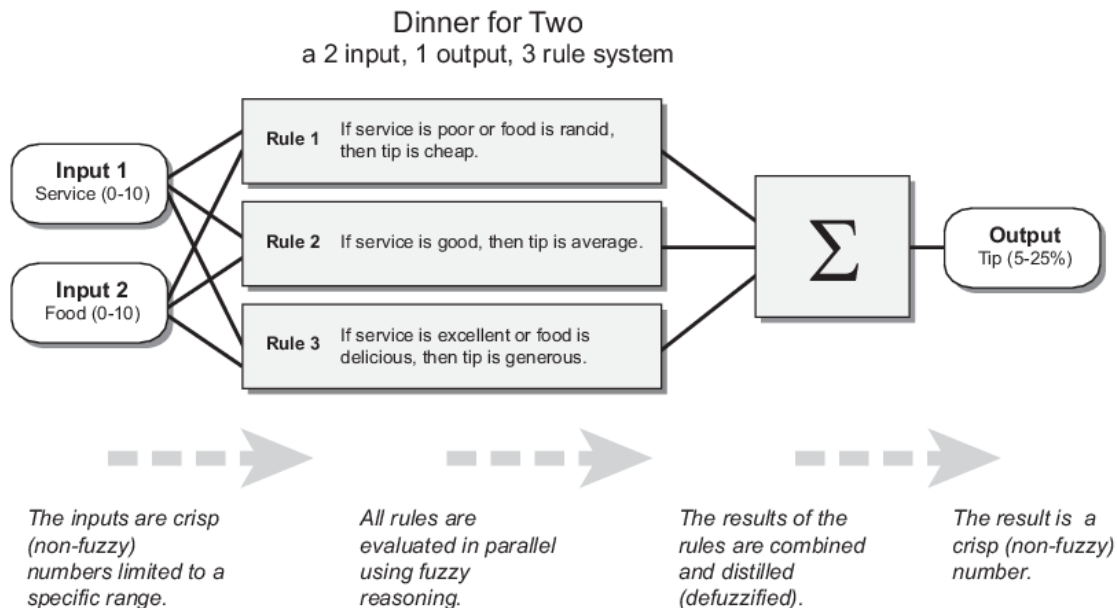 Dinner for Two
a 2 input, 1 output, 3 rule system
Input 1
Service (0-10)
Input 2
Food (0-10)
Rule 1
If service is poor or food is rancid,
then tip is cheap.
Rule 2
If service is good, then tip is average.
Rule 3
If service is excellent or food is
delicious, then tip is generous.
Σ
Output
Tip (5-25%)
The inputs are crisp
(non-fuzzy)
numbers limited to a
specific range.
All rules are
evaluated in parallel
using fuzzy
reasoning.
The results of the
rules are combined
and distilled
(defuzzified).
The result is a
crisp (non-fuzzy)
number.